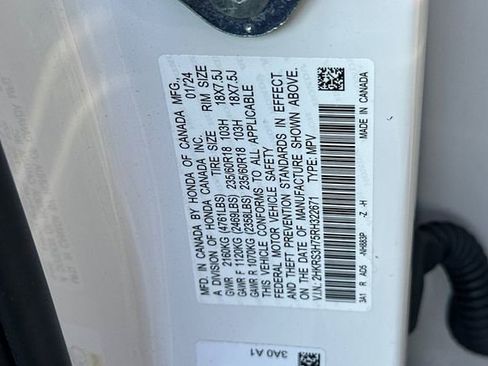 MFD. IN CANADA BY HONDA OF CANADA MFG.,
A DIVISION OF HONDA CANADA INC. 01/24
TIRE SIZE RIM SIZE
GVWR 2160KG (4761LBS)
GAWR F 1120KG (2469LBS) 235/60R18 103H 18X7.5J
GAWR R 1070KG (2358LBS) 235/60R18 103H 18X7.5J
THIS VEHICLE CONFORMS TO ALL APPLICABLE
FEDERAL MOTOR VEHICLE SAFETY,
THEFT PREVENTION STANDARDS IN EFFECT
ON THE DATE OF MANUFACTURE SHOWN ABOVE.
V.I.N.: 2HKRS3H75RH322671 TYPE: MPV
3A1 R AD5 -NH883P -Z -H MADE IN CANADA
3A0 A1